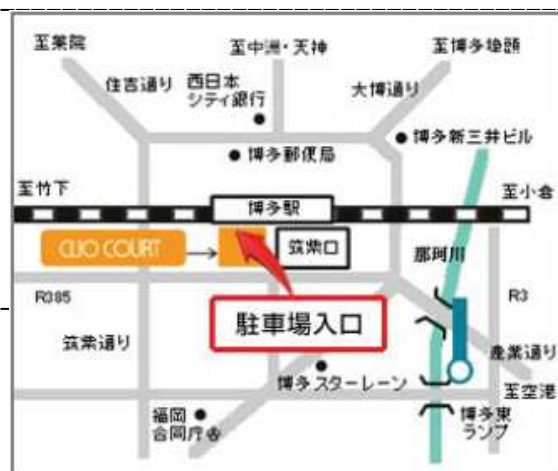 至薬院
至中洲・天神
至博多埠頭
住吉通り
西日本
シティ銀行
大博通り
博多新三井ビル
博多郵便局
至竹下
博多駅
至小倉
CLIO COURT
筑紫口
那珂川
R385
R3
駐車場入口
筑紫通り
産業通り
博多スターレーン
至空港
福岡
合同庁舎
博多東
ランプ